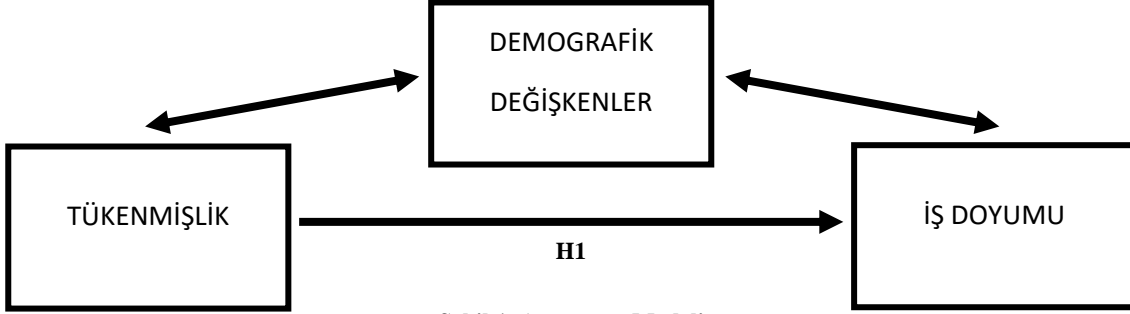 DEMOGRAFİK
DEĞİŞKENLER
TÜKENMİŞLİK
İŞ DOYUMU
H1